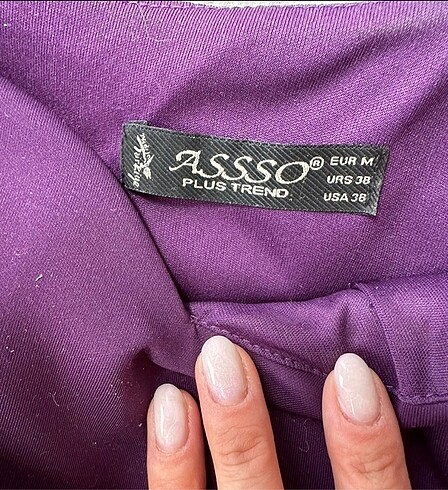 ASSSO®
PLUS TREND
EUR M
URS 38
USA 38